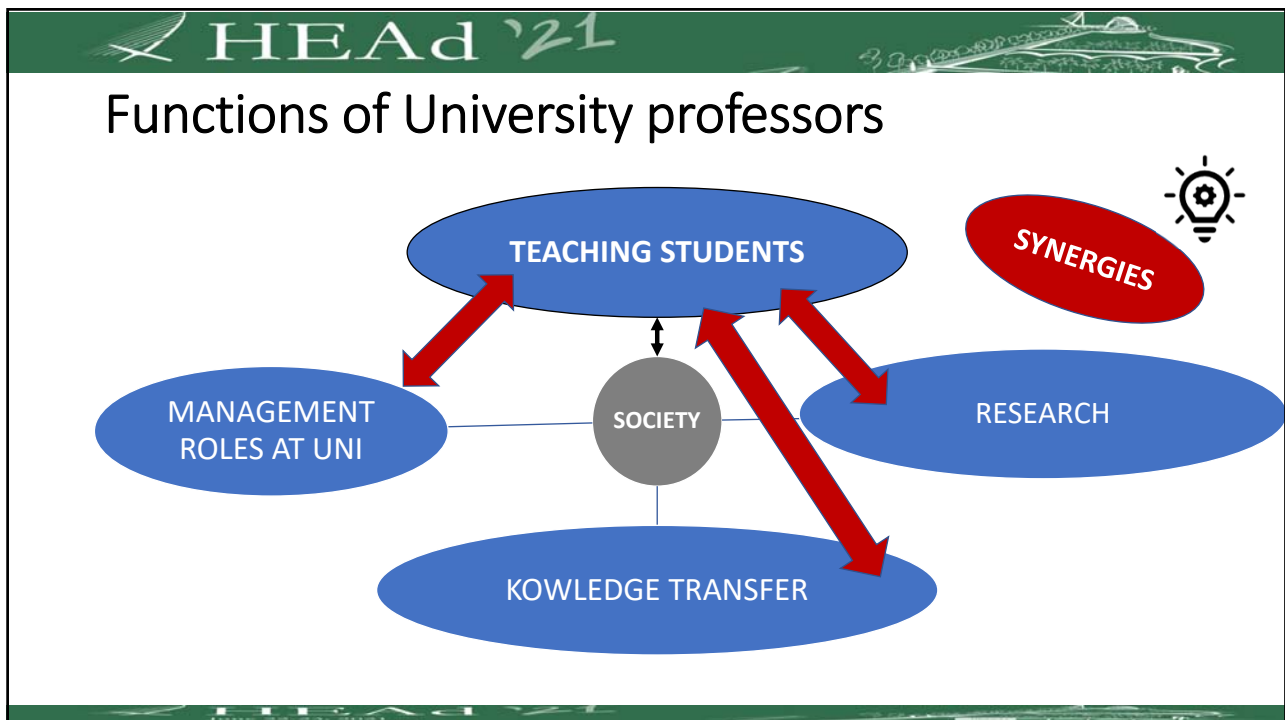 HEAd '21
Functions of University professors
TEACHING STUDENTS
SYNERGIES
MANAGEMENT
ROLES AT UNI
SOCIETY
RESEARCH
KOWLEDGE TRANSFER